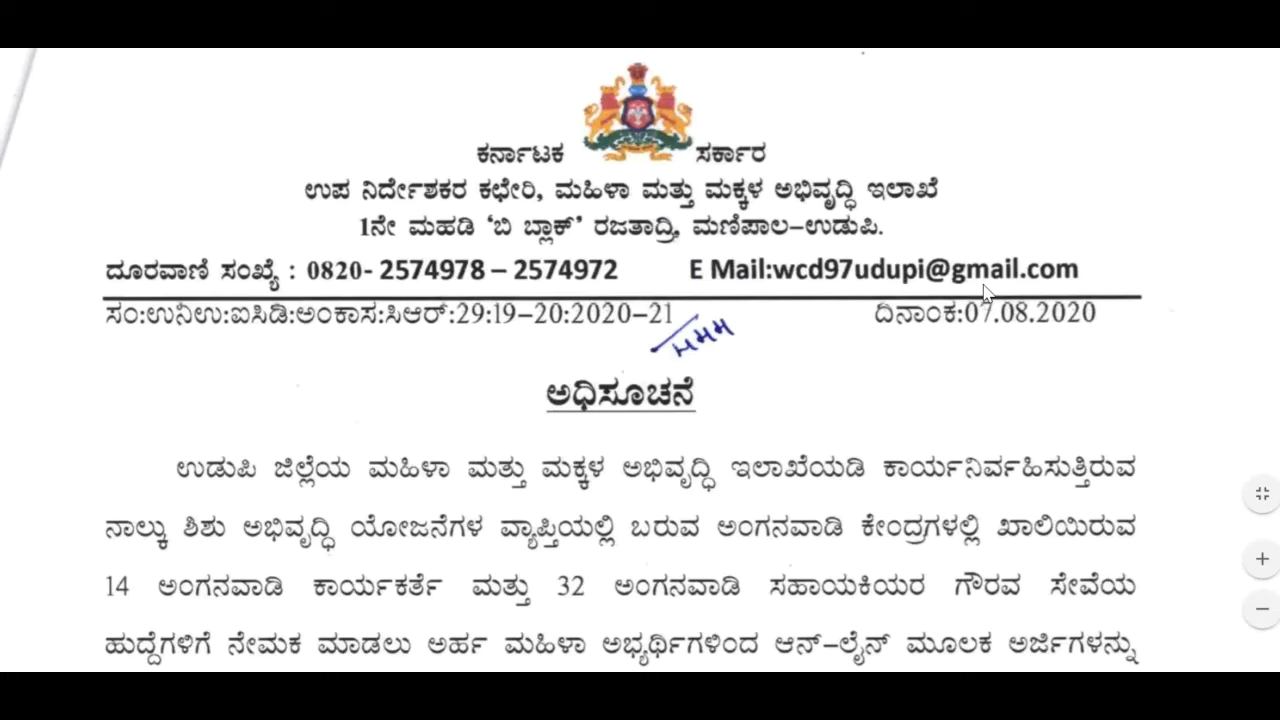 ಕರ್ನಾಟಕ ಸರ್ಕಾರ
ಉಪ ನಿರ್ದೇಶಕರ ಕಛೇರಿ, ಮಹಿಳಾ ಮತ್ತು ಮಕ್ಕಳ ಅಭಿವೃದ್ಧಿ ಇಲಾಖೆ
1ನೇ ಮಹಡಿ ‘ಬಿ ಬ್ಲಾಕ್’ ರಜತಾದ್ರಿ, ಮಣಿಪಾಲ–ಉಡುಪಿ.
ದೂರವಾಣಿ ಸಂಖ್ಯೆ : 0820- 2574978 – 2574972 E Mail:wcd97udupi@gmail.com
ಸಂ:ಉನಿಉ:ಐಸಿಡಿ:ಅಂಕಾಸ:ಸಿಆರ್:29:19–20:2020–21 ದಿನಾಂಕ:07.08.2020
ಅಧಿಸೂಚನೆ
ಉಡುಪಿ ಜಿಲ್ಲೆಯ ಮಹಿಳಾ ಮತ್ತು ಮಕ್ಕಳ ಅಭಿವೃದ್ಧಿ ಇಲಾಖೆಯಡಿ ಕಾರ್ಯನಿರ್ವಹಿಸುತ್ತಿರುವ
ನಾಲ್ಕು ಶಿಶು ಅಭಿವೃದ್ಧಿ ಯೋಜನೆಗಳ ವ್ಯಾಪ್ತಿಯಲ್ಲಿ ಬರುವ ಅಂಗನವಾಡಿ ಕೇಂದ್ರಗಳಲ್ಲಿ ಖಾಲಿಯಿರುವ
14 ಅಂಗನವಾಡಿ ಕಾರ್ಯಕರ್ತೆ ಮತ್ತು 32 ಅಂಗನವಾಡಿ ಸಹಾಯಕಿಯರ ಗೌರವ ಸೇವೆಯ
ಹುದ್ದೆಗಳಿಗೆ ನೇಮಕ ಮಾಡಲು ಅರ್ಹ ಮಹಿಳಾ ಅಭ್ಯರ್ಥಿಗಳಿಂದ ಆನ್–ಲೈನ್ ಮೂಲಕ ಅರ್ಜಿಗಳನ್ನು